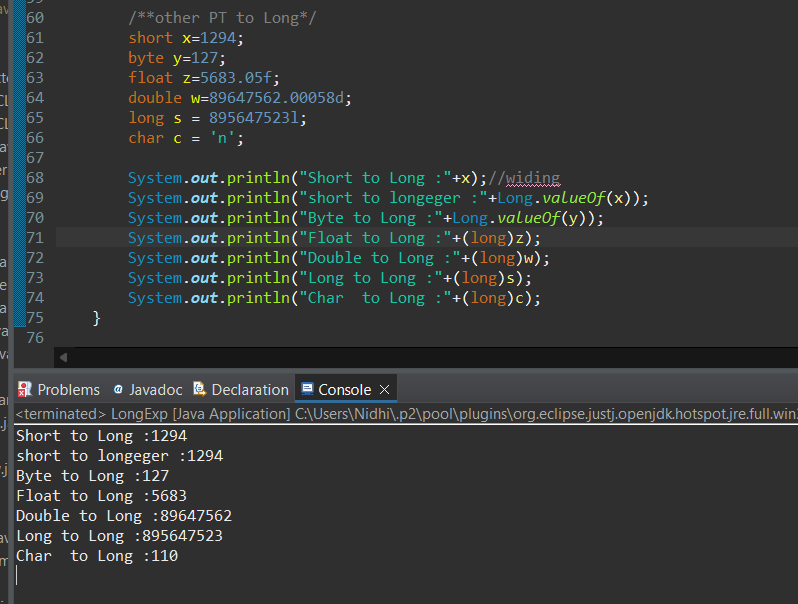 60 /**other PT to Long*/
61 short x=1294;
62 byte y=127;
63 float z=5683.05f;
64 double w=89647562.00058d;
65 long s = 895647523l;
66 char c = 'n';
67
68 System.out.println("Short to Long :"+x);//widing
69 System.out.println("short to longeger :"+Long.valueOf(x));
70 System.out.println("Byte to Long :"+Long.valueOf(y));
71 System.out.println("Float to Long :"+(long)z);
72 System.out.println("Double to Long :"+(long)w);
73 System.out.println("Long to Long :"+(long)s);
74 System.out.println("Char  to Long :"+(long)c);
75 }
76
Problems Javadoc Declaration Console
<terminated> LongExp [Java Application] C:\Users\Nidhi\.p2\pool\plugins\org.eclipse.justj.openjdk.hotspot.jre.full.win
Short to Long :1294
short to longeger :1294
Byte to Long :127
Float to Long :5683
Double to Long :89647562
Long to Long :895647523
Char  to Long :110